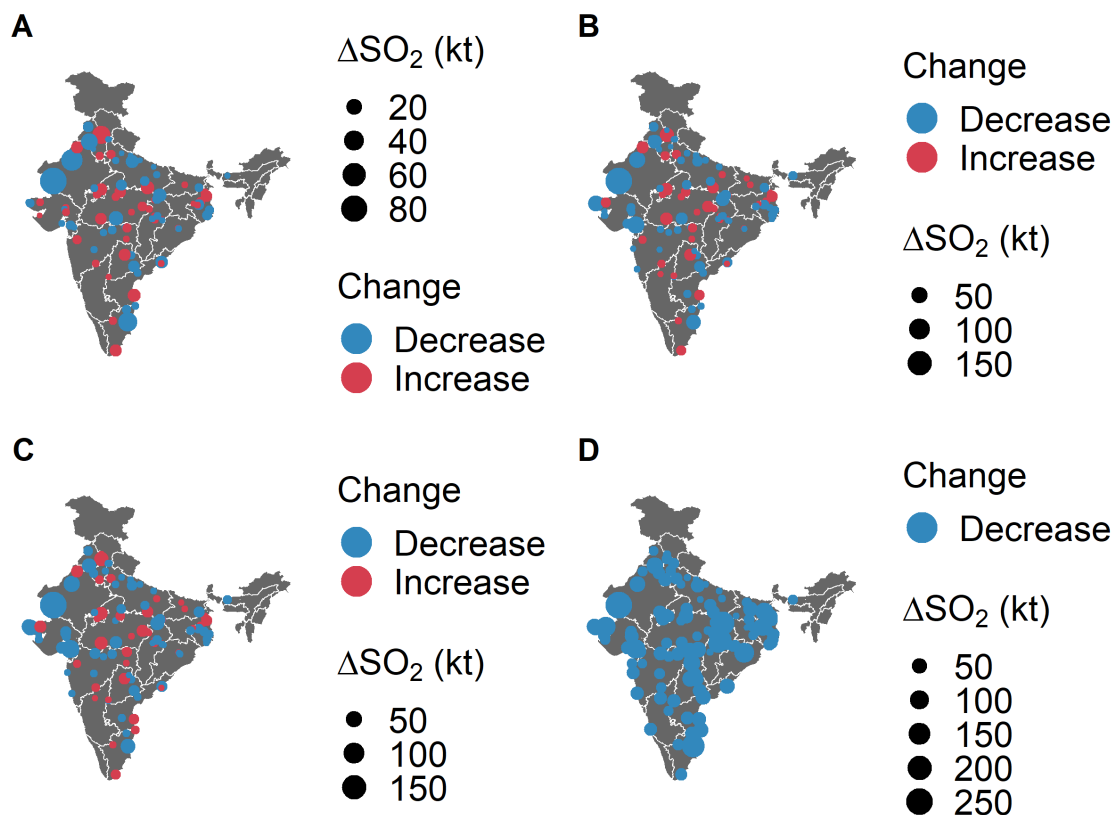 A
ΔSO₂ (kt)
20
40
60
80
Change
Decrease
Increase
B
Change
Decrease
Increase
ΔSO₂ (kt)
50
100
150
C
Change
Decrease
Increase
ΔSO₂ (kt)
50
100
150
D
Change
Decrease
ΔSO₂ (kt)
50
100
150
200
250